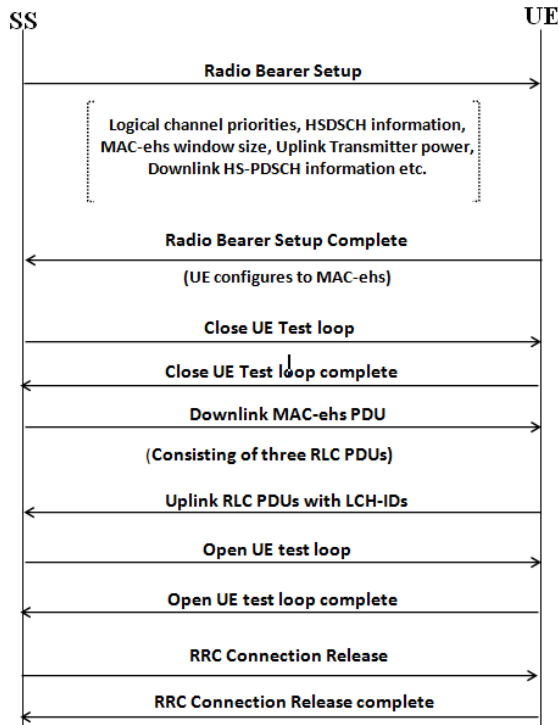 SS UE
Radio Bearer Setup
Logical channel priorities, HSDSCH information,
MAC-ehs window size, Uplink Transmitter power,
Downlink HS-PDSCH information etc.
Radio Bearer Setup Complete
(UE configures to MAC-ehs)
Close UE Test loop
Close UE Test loop complete
Downlink MAC-ehs PDU
(Consisting of three RLC PDUs)
Uplink RLC PDUs with LCH-IDs
Open UE test loop
Open UE test loop complete
RRC Connection Release
RRC Connection Release complete